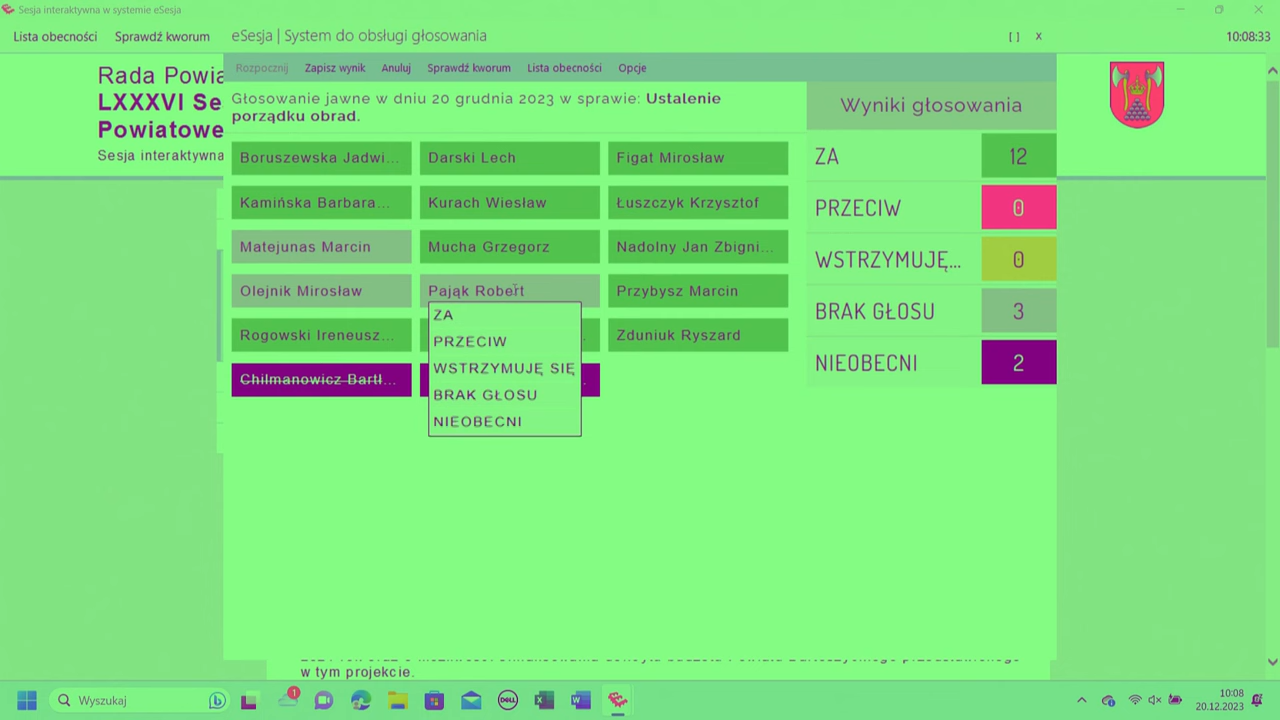 Sesja interaktywna w systemie eSesja
Lista obecności Sprawdź kworum
eSesja | System do obsługi głosowania
[ ] x
10:08:33
Rozpocznij Zapisz wynik Anuluj Sprawdź kworum Lista obecności Opcje
Rada Powia
LXXXVI Se
Powiatowe
Sesja interaktywna
Głosowanie jawne w dniu 20 grudnia 2023 w sprawie: Ustalenie
porządku obrad.
Boruszewska Jadwi... Darski Lech Figat Mirosław
Kamińska Barbara... Kurach Wiesław Łuszczyk Krzysztof
Matejunas Marcin Mucha Grzegorz Nadolny Jan Zbigni...
Olejnik Mirosław Pająk Robert Przybysz Marcin
Rogowski Ireneusz... Zduniuk Ryszard
Chilmanowicz Bartł...
ZA
PRZECIW
WSTRZYMUJĘ SIĘ
BRAK GŁOSU
NIEOBECNI
Wyniki głosowania
ZA 12
PRZECIW 0
WSTRZYMUJĘ... 0
BRAK GŁOSU 3
NIEOBECNI 2
w tym projekcie.
Wyszukaj
1
10:08
20.12.2023